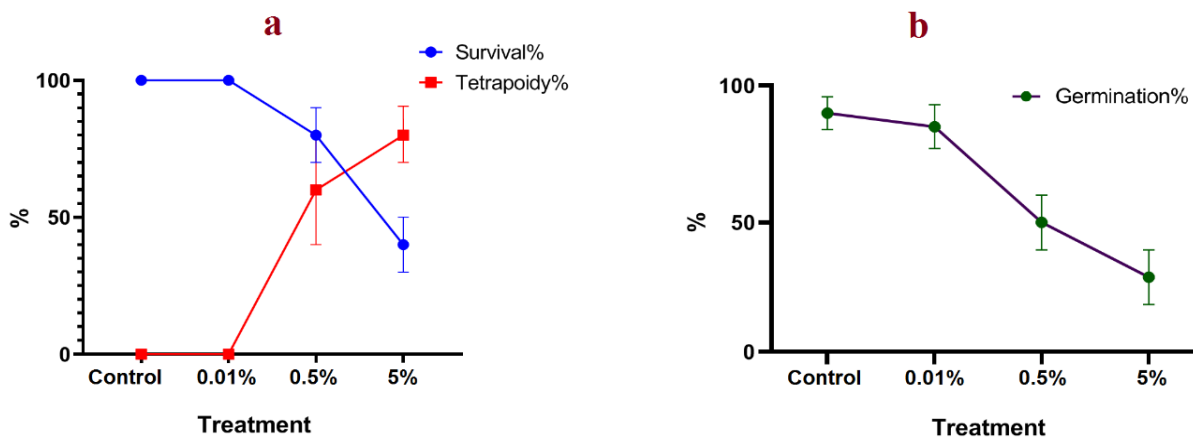 a
Survival%
Tetrapoidy%
100
50
0
%
Control 0.01% 0.5% 5%
Treatment
b
Germination%
100
50
0
%
Control 0.01% 0.5% 5%
Treatment